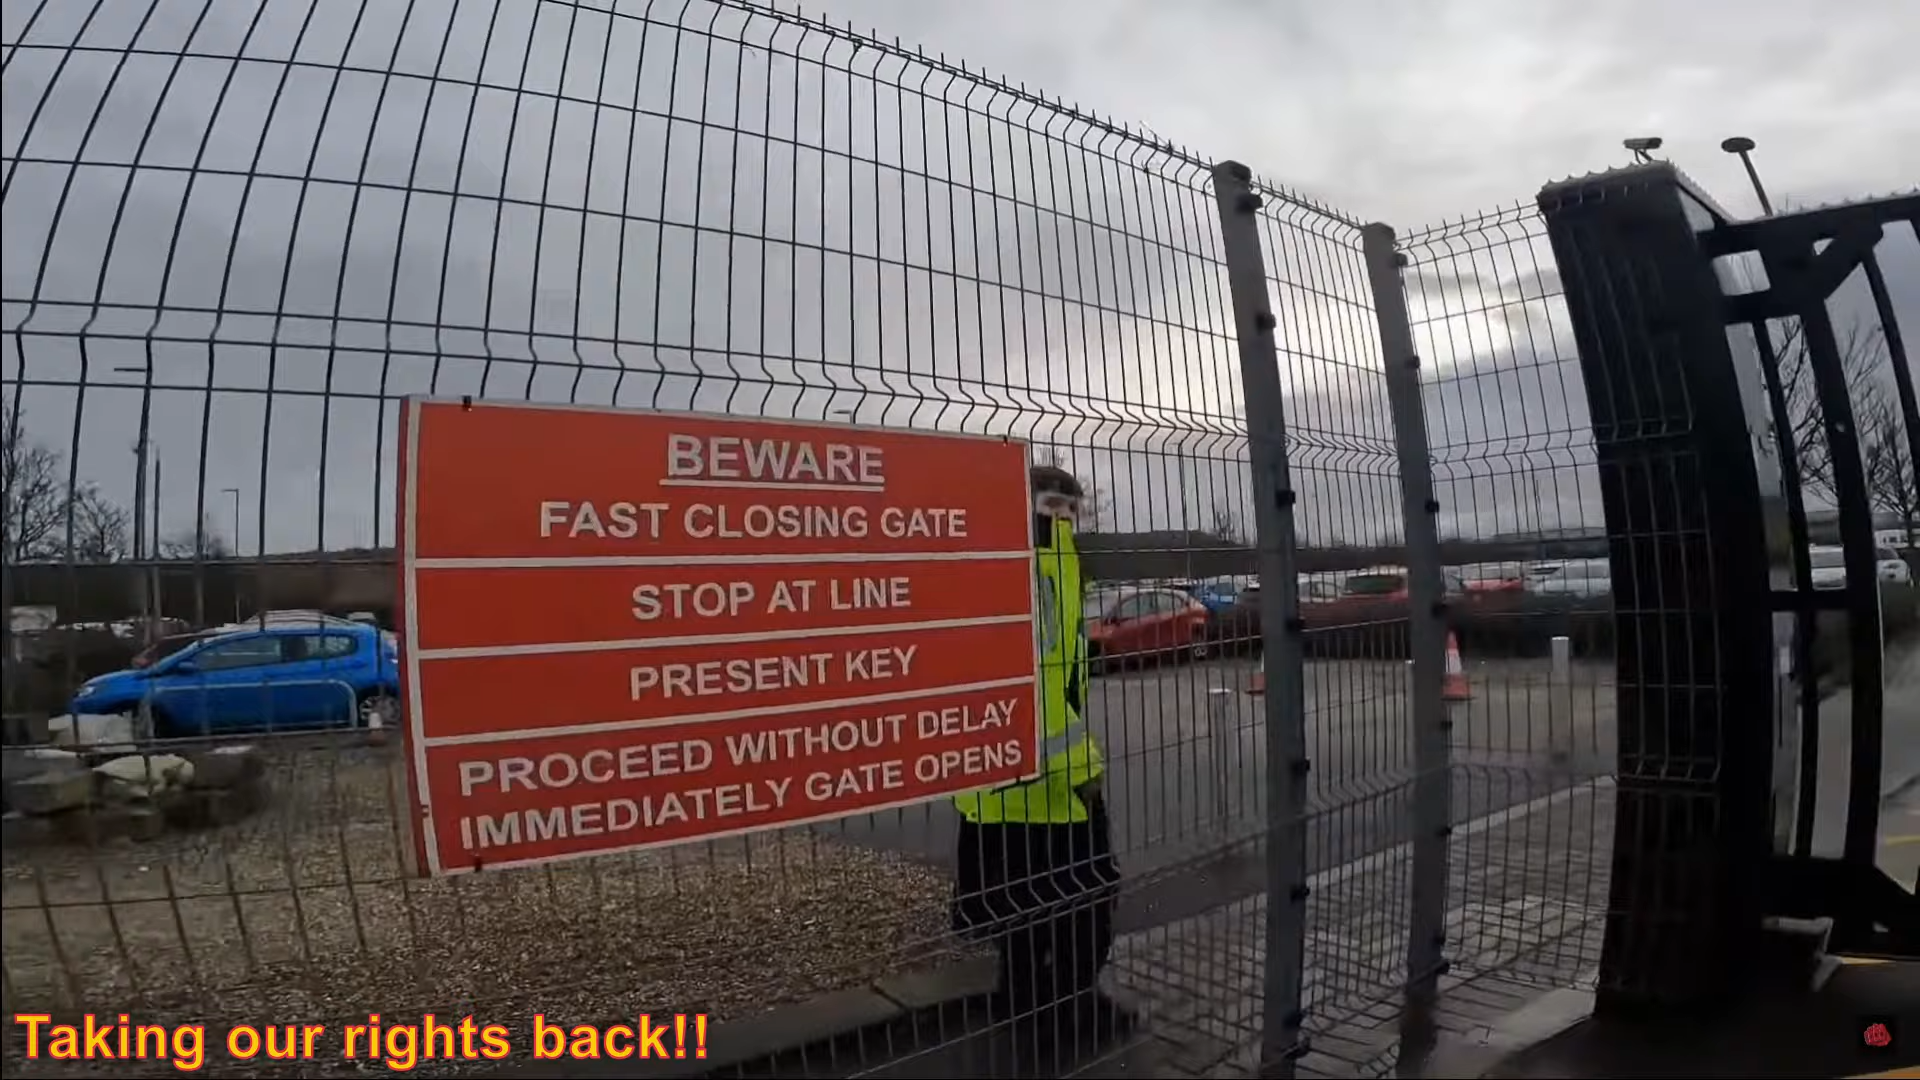 BEWARE
FAST CLOSING GATE
STOP AT LINE
PRESENT KEY
PROCEED WITHOUT DELAY
IMMEDIATELY GATE OPENS
Taking our rights back!!